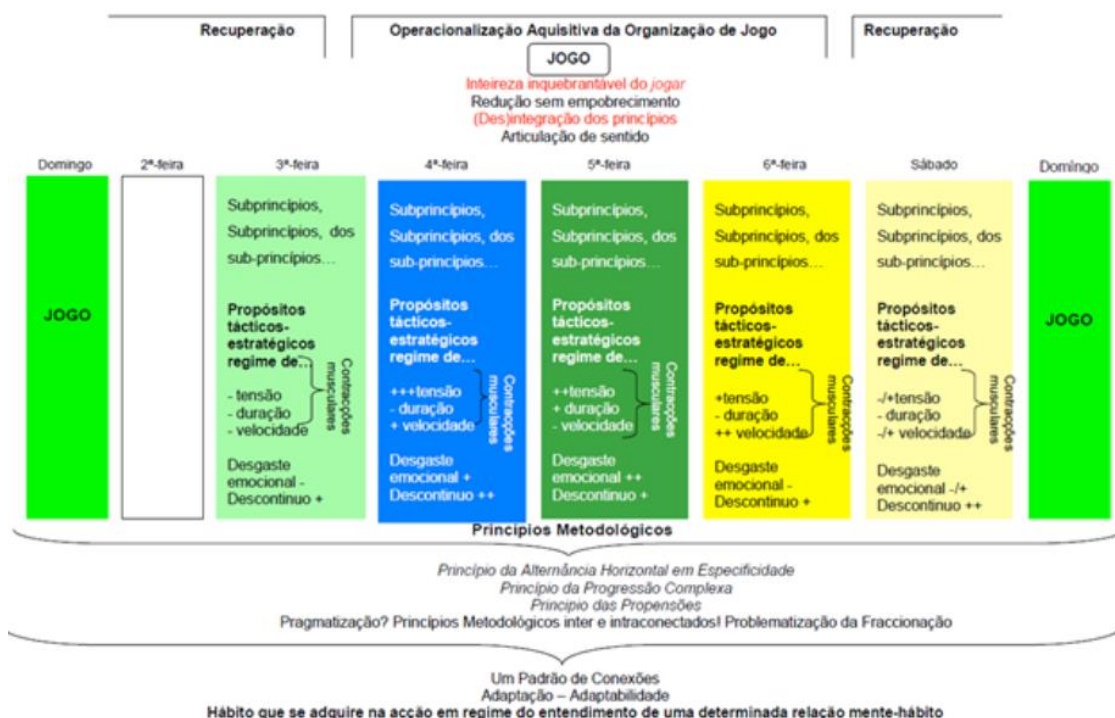 Recuperação
Operacionalização Aquisitiva da Organização de Jogo
Recuperação
JOGO
Inteireza inquebrantável do jogar
Redução sem empobrecimento
(Des)integração dos princípios
Articulação de sentido
Domingo
2ª-feira
3ª-feira
4ª-feira
5ª-feira
6ª-feira
Sábado
Domingo
JOGO
Subprincípios,
Subprincípios, dos
sub-princípios...
Propósitos
tácticos-
estratégicos
regime de...
- tensão
- duração
- velocidade
Contracções
musculares
Desgaste
emocional -
Descontinuo +
Subprincípios,
Subprincípios, dos
sub-princípios...
Propósitos
tácticos-
estratégicos
regime de...
+++tensão
- duração
+ velocidade
Contracções
musculares
Desgaste
emocional +
Descontinuo ++
Subprincípios,
Subprincípios, dos
sub-princípios...
Propósitos
tácticos-
estratégicos
regime de...
++tensão
+ duração
- velocidade
Contracções
musculares
Desgaste
emocional ++
Descontinuo +
Subprincípios,
Subprincípios, dos
sub-princípios...
Propósitos
tácticos-
estratégicos
regime de...
+tensão
- duração
++ velocidade
Contracções
musculares
Desgaste
emocional -
Descontinuo +
Subprincípios,
Subprincípios, dos
sub-princípios...
Propósitos
tácticos-
estratégicos
regime de...
-/+tensão
- duração
-/+ velocidade
Contracções
musculares
Desgaste
emocional -/+
Descontinuo ++
JOGO
Princípios Metodológicos
Princípio da Alternância Horizontal em Especificidade
Princípio da Progressão Complexa
Principio das Propensões
Pragmatização? Princípios Metodológicos inter e intraconectados! Problematização da Fraccionação
Um Padrão de Conexões
Adaptação – Adaptabilidade
Hábito que se adquire na acção em regime do entendimento de uma determinada relação mente-hábito